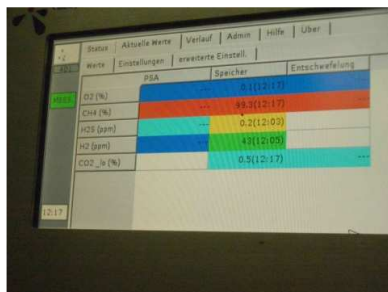 Status Aktuelle Werte Verlauf Admin Hilfe Über
Werte Einstellungen erweiterte Einstell.
PSA Speicher Entschwefelung
O2 (%) --- 0.1(12:17)
CH4 (%) --- 99.3(12:17) ---
H2S (ppm) --- 0.2(12:03)
H2 (ppm) --- 43(12:05)
CO2_lo (%) 0.5(12:17) ---
12:17